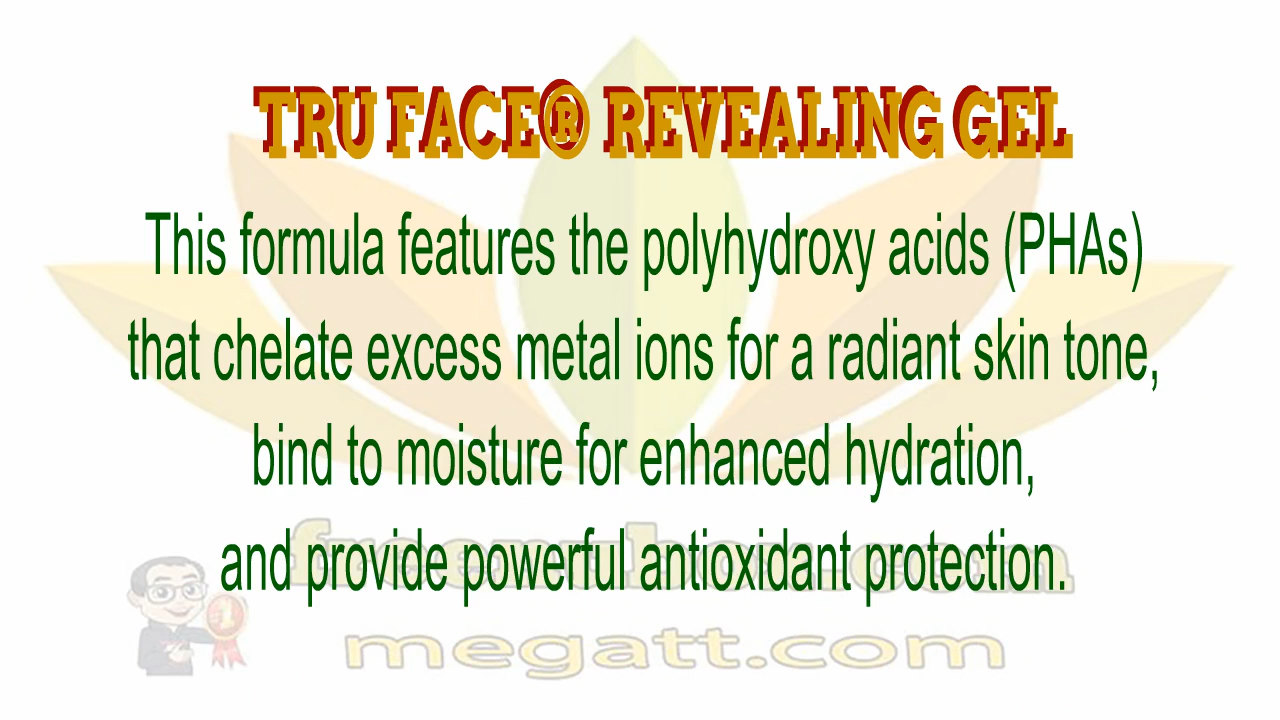 TRU FACE® REVEALING GEL
This formula features the polyhydroxy acids (PHAs)
that chelate excess metal ions for a radiant skin tone,
bind to moisture for enhanced hydration,
and provide powerful antioxidant protection.
1
megatt.com